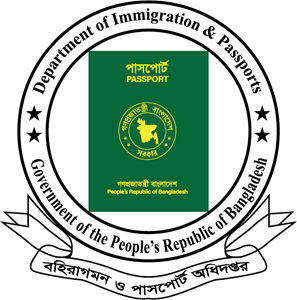 Department of Immigration & Passports
পাসপোর্ট
PASSPORT
গণপ্রজাতন্ত্রী বাংলাদেশ
সরকার
গণপ্রজাতন্ত্রী বাংলাদেশ
People's Republic of Bangladesh
Government of the People's Republic of Bangladesh
বহিরাগমন ও পাসপোর্ট অধিদপ্তর